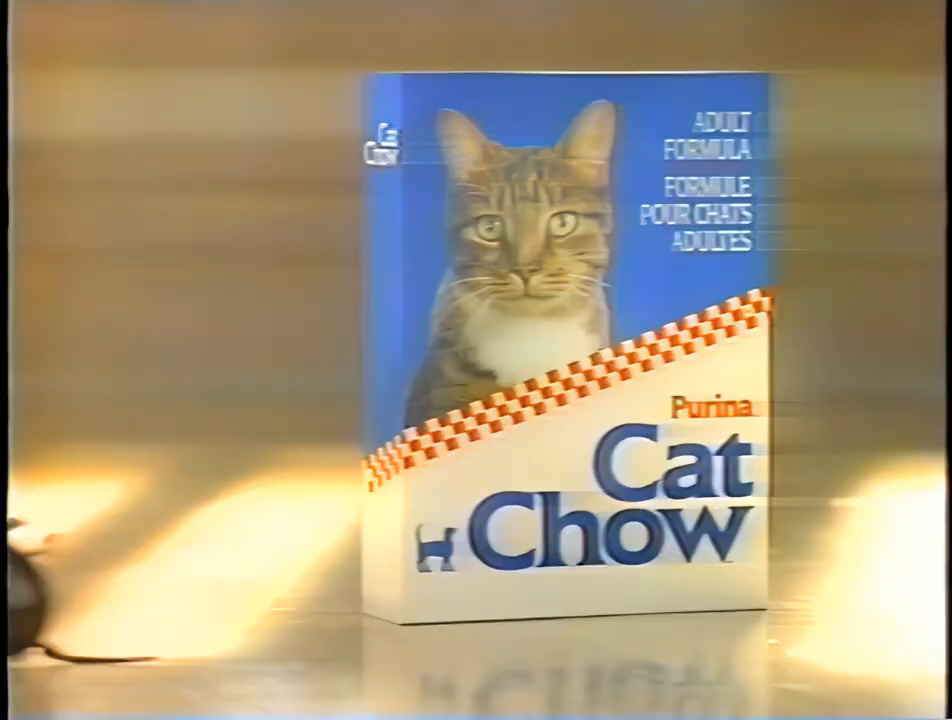 Cat
Chow
ADULT
FORMULA
FORMULE
POUR CHATS
ADULTES
Purina
Cat
Chow